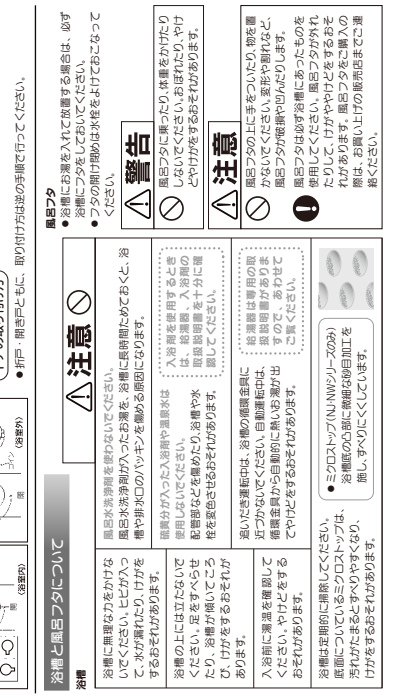 ドアの取り外し方
●折戸・開き戸ともに、取り付け方は逆の手順で行ってください。
〈浴室内〉
開
〈浴室外〉
コイン
開
浴槽と風呂フタについて
浴槽
浴槽に無理な力をかけな
いでください。ヒビが入っ
て、水が漏れたり、けがを
するおそれがあります。
浴槽の上には立たないで
ください。足をすべらせ
たり、浴槽が傾いてころ
び、けがをするおそれが
あります。
入浴前に湯温を確認して
ください。やけどをする
おそれがあります。
浴槽は定期的に掃除してください。
底面についているミクロストップは、
汚れがたまるとすべりやすくなり、
けがをするおそれがあります。
注意
風呂水洗浄剤を使わないでください。
風呂水洗浄剤が入ったお湯を、浴槽に長時間ためておくと、浴
槽や排水口のパッキンを傷める原因になります。
硫黄分が入った入浴剤や温泉水は
使用しないでください。
配管部などを傷めたり、浴槽や水
栓を変色させるおそれがあります。
入浴剤を使用するとき
は、給湯器、入浴剤の
取扱説明書を十分に確
認してください。
追いだき運転中は、浴槽の循環金具に
近づかないでください。自動運転中は、
循環金具から自動的に熱いお湯が出
てやけどをするおそれがあります。
給湯器は専用の取
扱説明書がありま
すので、あわせて
ご覧ください。
●ミクロストップ(NJ・NWシリーズのみ)
浴槽底の凸部に微細な砂目加工を
施し、すべりにくくしています。
風呂フタ
●浴槽にお湯を入れて放置する場合は、必ず
浴槽にフタをしておいてください。
●フタの開け閉めは水栓をよけておこなって
ください。
警告
風呂フタに乗ったり、体重をかけたり
しないでください。おぼれたり、やけ
どやけがをするおそれがあります。
注意
風呂フタの上に手をついたり、物を置
かないでください。変形や割れなど、
風呂フタが破損や凹んだりします。
風呂フタは必ず浴槽にあったものを
使用してください。風呂フタが外れ
たりして、けがややけどをするおそ
れがあります。風呂フタをご購入の
際は、お買い上げの販売店までご連
絡ください。